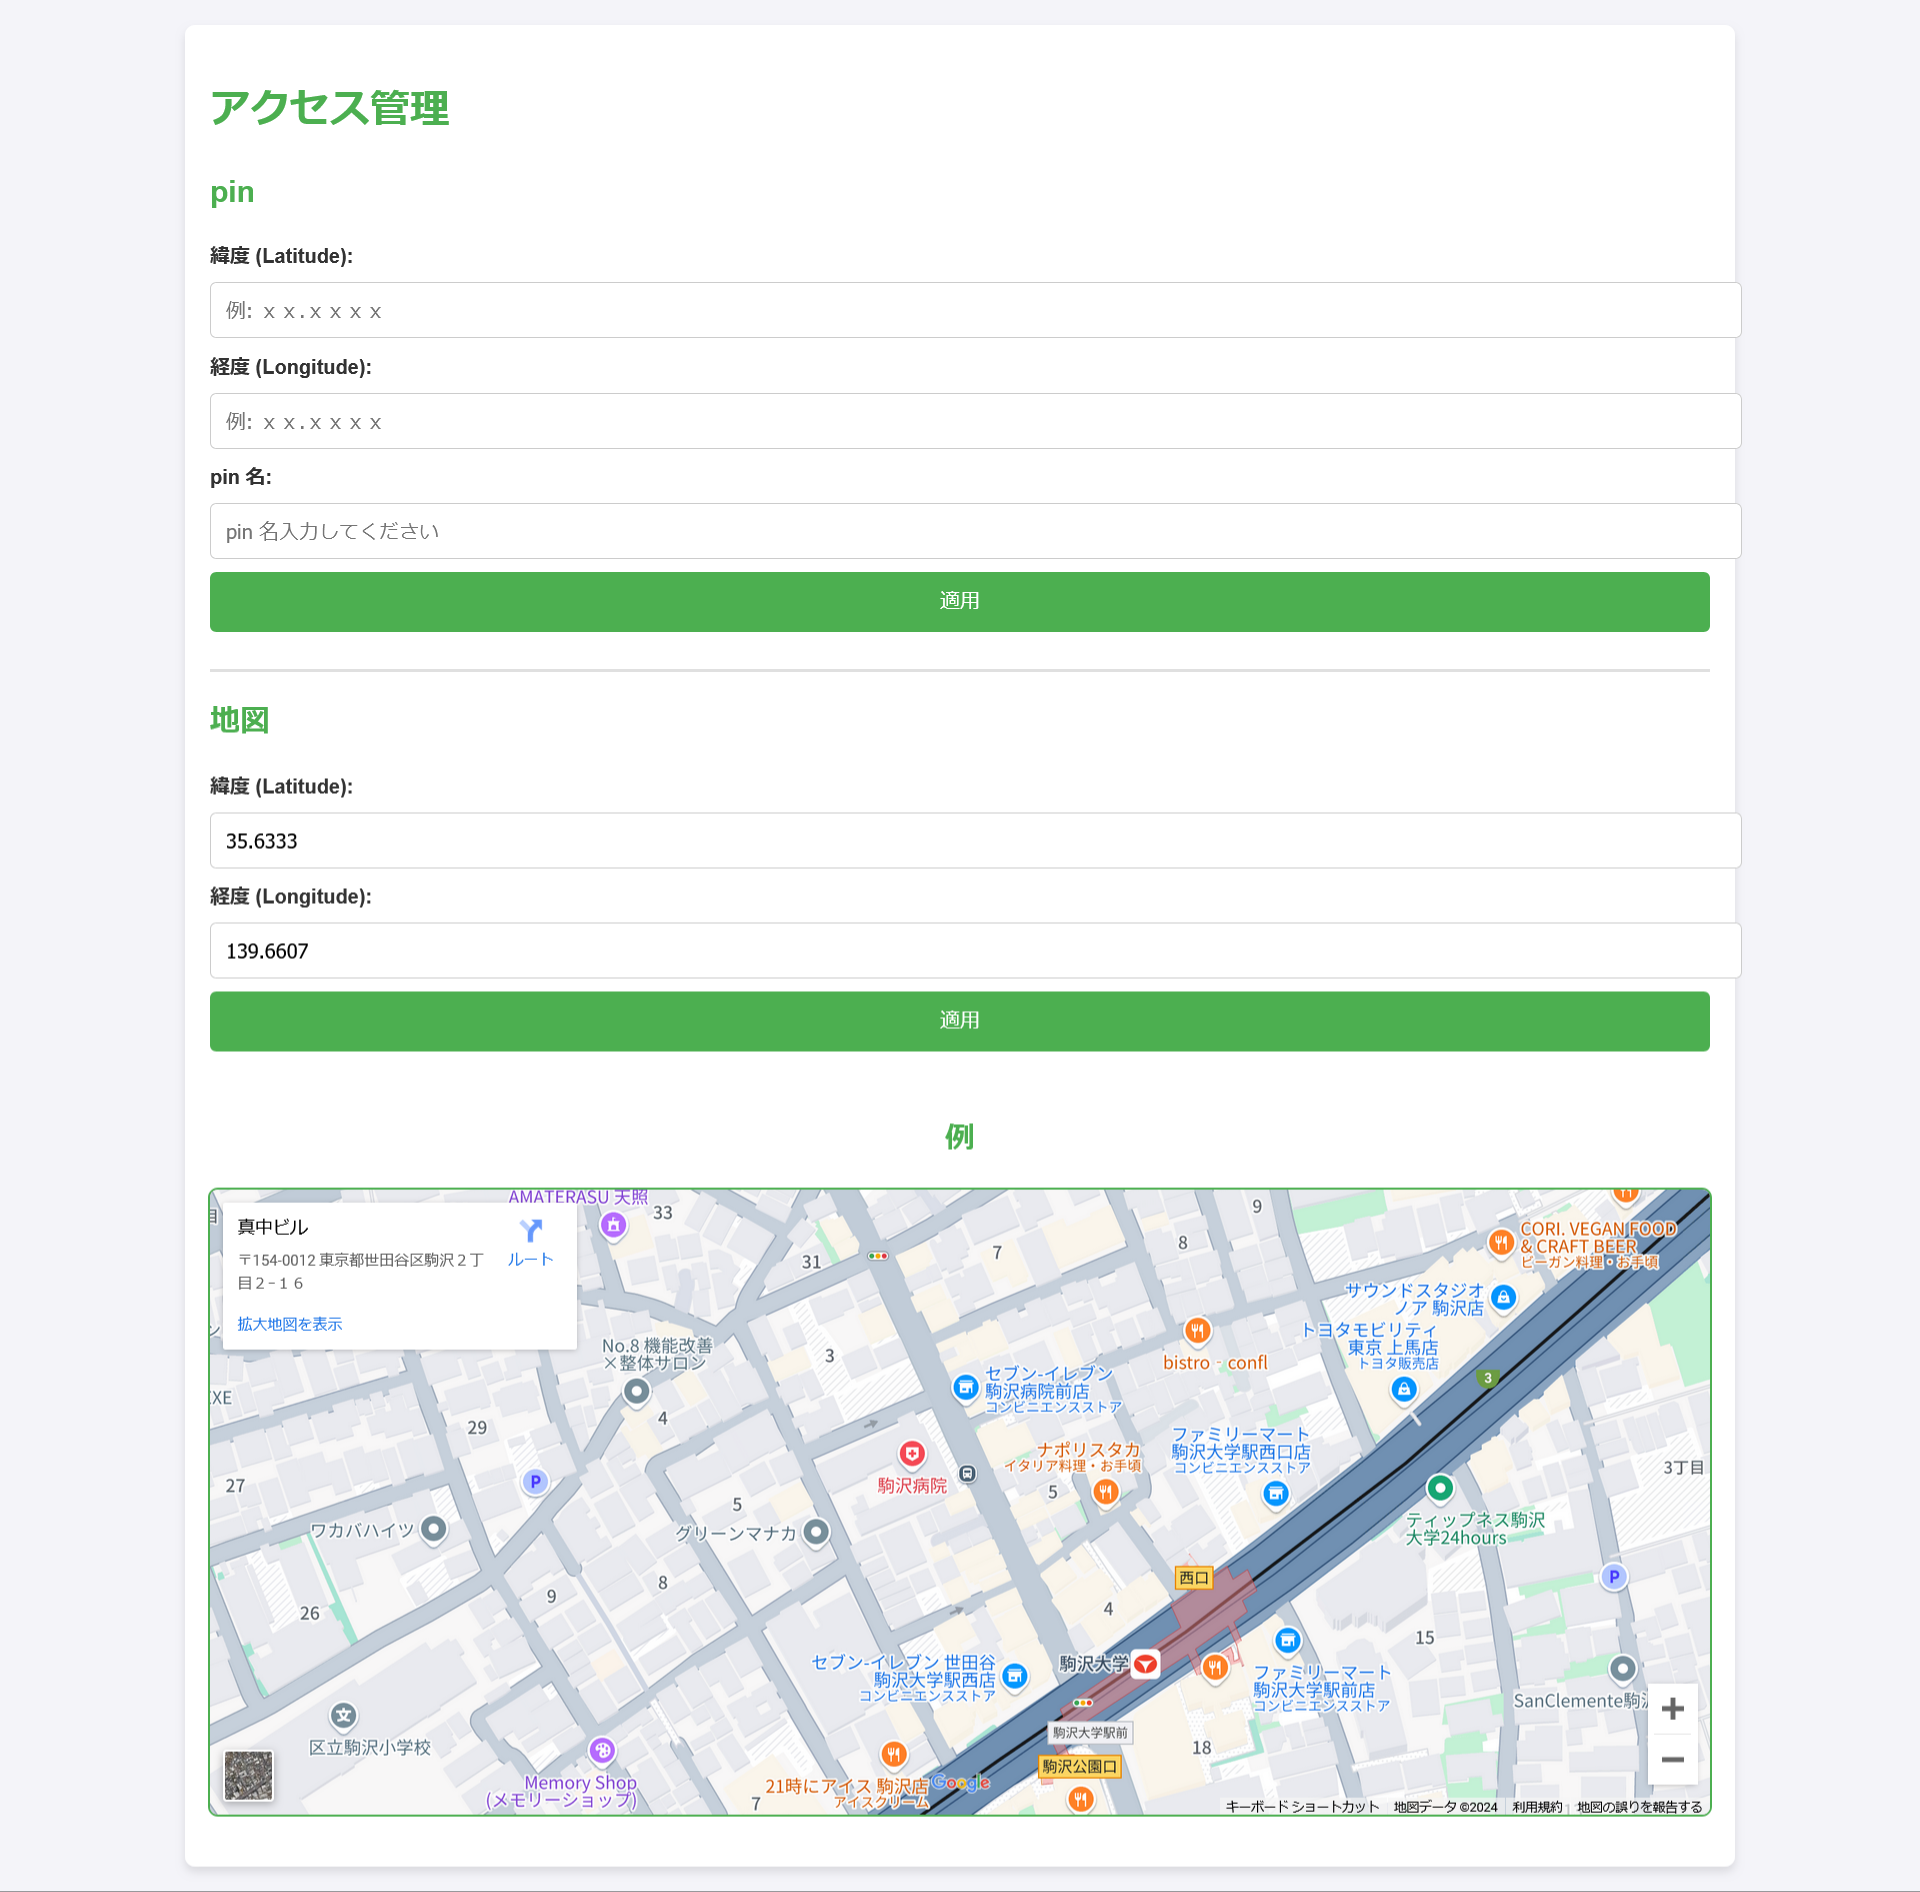 アクセス管理
pin
緯度 (Latitude):
例: ｘｘ.ｘｘｘｘ
経度 (Longitude):
例: ｘｘ.ｘｘｘｘ
pin 名:
pin 名入力してください
適用
地図
緯度 (Latitude):
35.6333
経度 (Longitude):
139.6607
適用
例
真中ビル
〒154-0012 東京都世田谷区駒沢２丁
目２−１６
ルート
拡大地図を表示
AMATERASU 天照
33
9
CORI. VEGAN FOOD
& CRAFT BEER
ビーガン料理・お手頃
31
7
8
サウンドスタジオ
ノア 駒沢店
トヨタモビリティ
東京 上馬店
トヨタ販売店
No.8 機能改善
×整体サロン
3
bistro‐confl
セブン-イレブン
駒沢病院前店
コンビニエンスストア
3
XE
29
4
ナポリスタカ
イタリア料理・お手頃
ファミリーマート
駒沢大学駅西口店
コンビニエンスストア
27
P
駒沢病院
5
5
3丁目
ワカバハイツ
グリーンマナカ
ティップネス駒沢
大学24hours
西口
P
9
8
26
4
15
セブン-イレブン 世田谷
駒沢大学駅西店
コンビニエンスストア
駒沢大学
ファミリーマート
駒沢大学駅前店
コンビニエンスストア
SanClemente駒
区立駒沢小学校
文
駒沢大学駅前
18
駒沢公園口
Memory Shop
(メモリーショップ)
21時にアイス 駒沢店
アイスクリーム
Google
7
キーボード ショートカット
地図データ ©2024
利用規約
地図の誤りを報告する